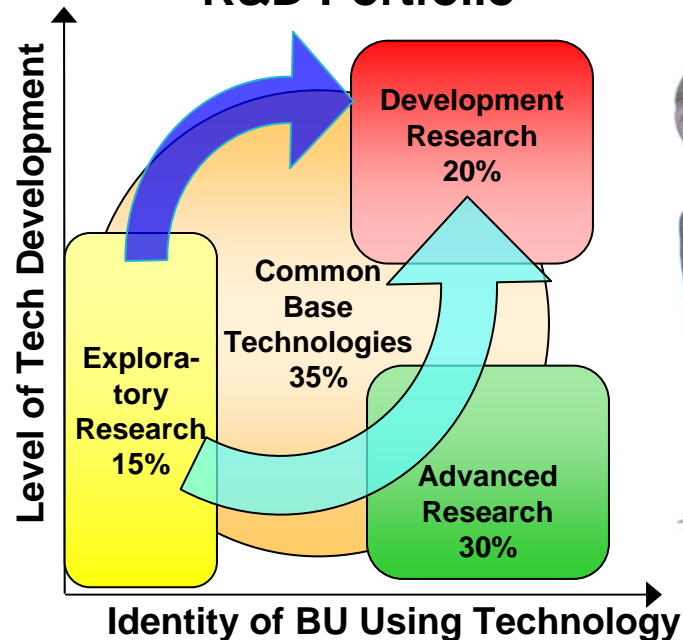 R&D Portfolio
Level of Tech Development
Development
Research
20%
Common
Base
Technologies
35%
Explora-
tory
Research
15%
Advanced
Research
30%
Identity of BU Using Technology